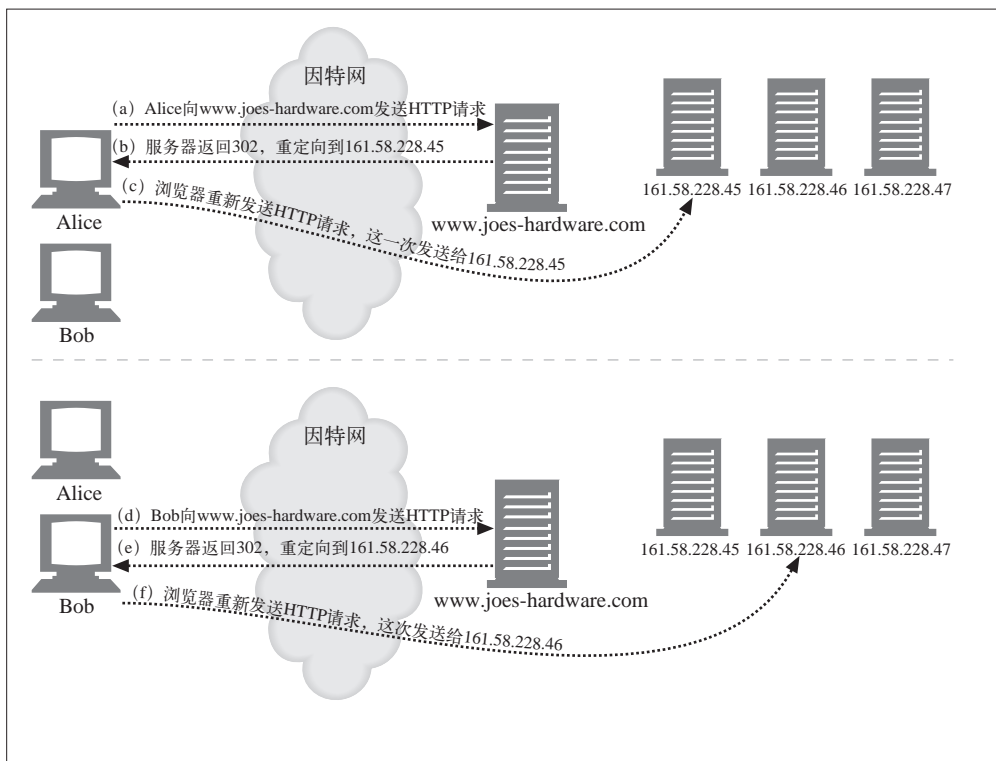 因特网
(a) Alice向www.joes-hardware.com发送HTTP请求
(b) 服务器返回302，重定向到161.58.228.45
(c) 浏览器重新发送HTTP请求，这一次发送给161.58.228.45
Alice
Bob
www.joes-hardware.com
161.58.228.45
161.58.228.46
161.58.228.47
因特网
Alice
(d) Bob向www.joes-hardware.com发送HTTP请求
(e) 服务器返回302，重定向到161.58.228.46
(f) 浏览器重新发送HTTP请求，这次发送给161.58.228.46
Bob
www.joes-hardware.com
161.58.228.45
161.58.228.46
161.58.228.47